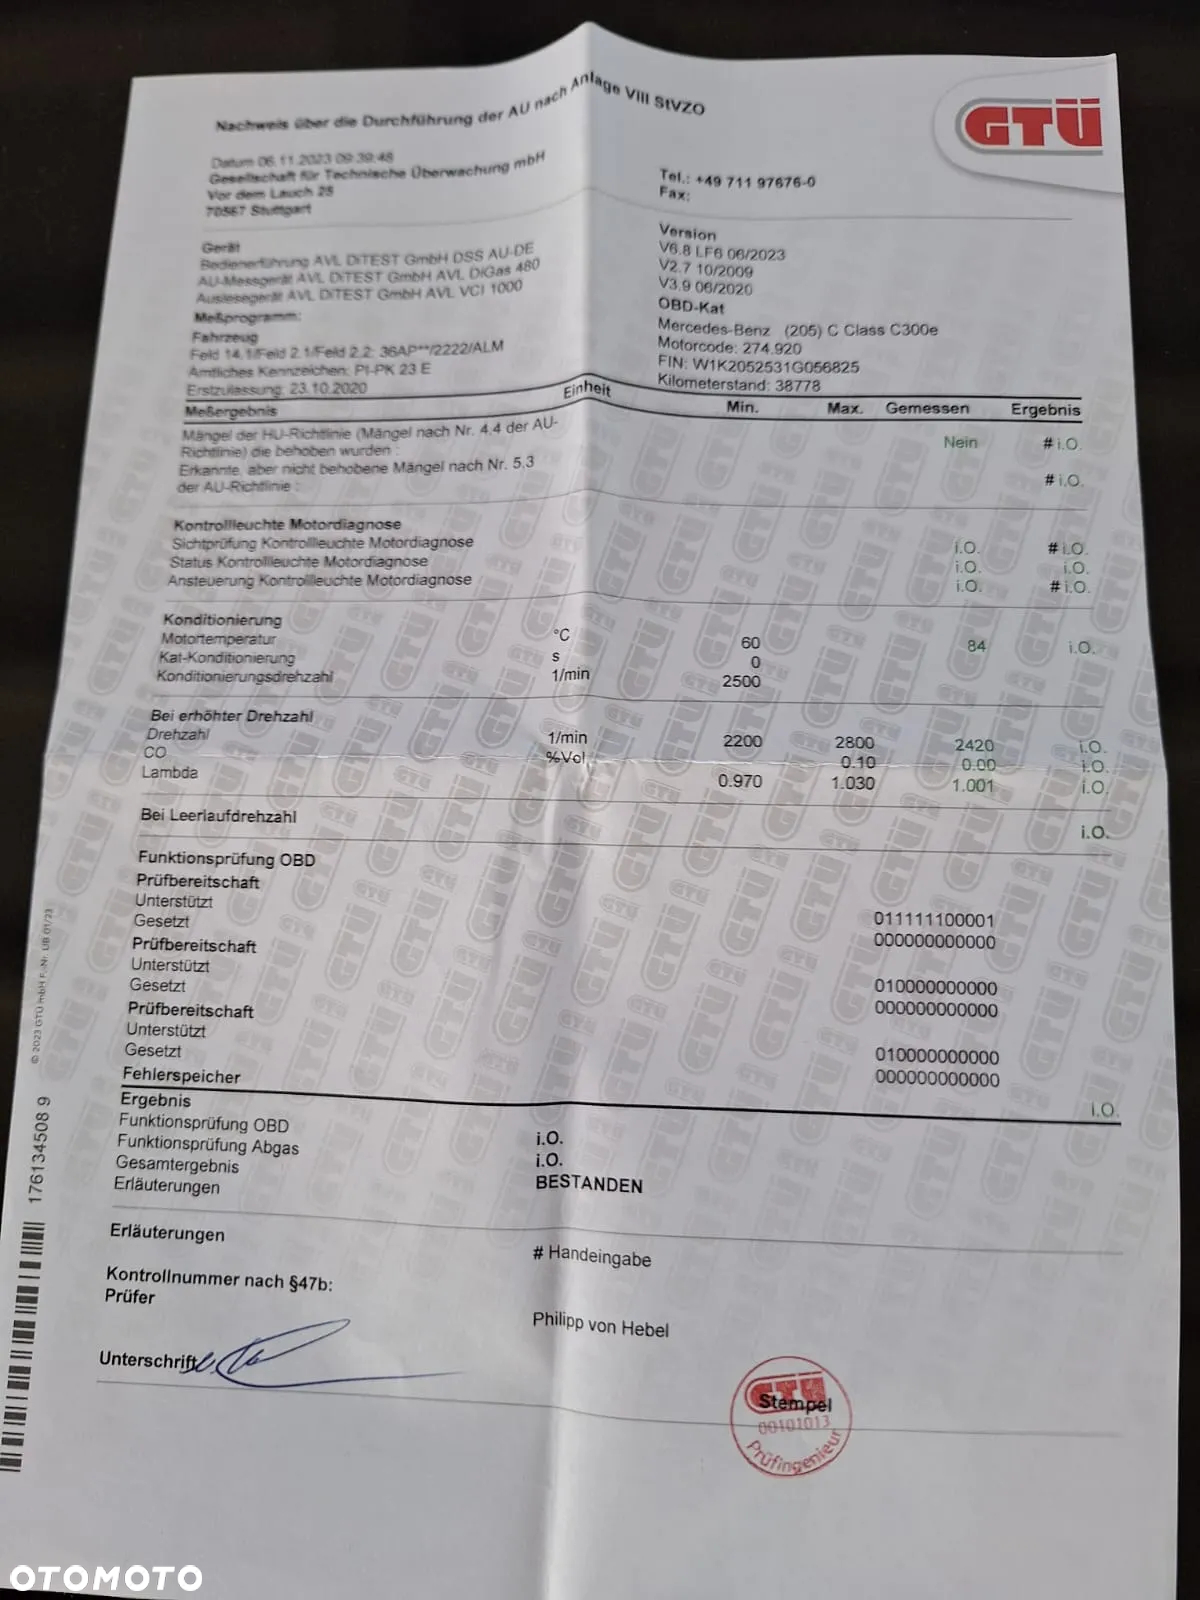 Nachweis über die Durchführung der AU nach Anlage VIII StVZO
GTÜ
Datum 06.11.2023 09:39:48
Gesellschaft für Technische Überwachung mbH
Vor dem Lauch 25
70567 Stuttgart
Tel.: +49 711 97676-0
Fax:
Gerät
Version
Bedienerführung AVL DiTEST GmbH DSS AU-DE
V6.8 LF6 06/2023
AU-Messgerät AVL DiTEST GmbH AVL DiGas 480
V2.7 10/2009
Auslesegerät AVL DiTEST GmbH AVL VCI 1000
V3.9 06/2020
Meßprogramm:
OBD-Kat
Fahrzeug
Mercedes-Benz (205) C Class C300e
Feld 14.1/Feld 2.1/Feld 2.2: 36AP**/2222/ALM
Motorcode: 274.920
Amtliches Kennzeichen: PI-PK 23 E
FIN: W1K2052531G056825
Erstzulassung: 23.10.2020
Kilometerstand: 38778
Meßergebnis Einheit Min. Max. Gemessen Ergebnis
Mängel der HU-Richtlinie (Mängel nach Nr. 4.4 der AU-
Richtlinie) die behoben wurden : Nein # i.O.
Erkannte, aber nicht behobene Mängel nach Nr. 5.3
der AU-Richtlinie : # i.O.
Kontrollleuchte Motordiagnose
Sichtprüfung Kontrollleuchte Motordiagnose i.O. # i.O.
Status Kontrollleuchte Motordiagnose i.O. i.O.
Ansteuerung Kontrollleuchte Motordiagnose i.O. # i.O.
Konditionierung
Motortemperatur °C 60 84 i.O.
Kat-Konditionierung s 0
Konditionierungsdrehzahl 1/min 2500
Bei erhöhter Drehzahl
Drehzahl 1/min 2200 2800 2420 i.O.
CO %Vol 0.10 0.00 i.O.
Lambda 0.970 1.030 1.001 i.O.
Bei Leerlaufdrehzahl i.O.
Funktionsprüfung OBD
Prüfbereitschaft
Unterstützt 011111100001
Gesetzt 000000000000
Prüfbereitschaft
Unterstützt 010000000000
Gesetzt 000000000000
Prüfbereitschaft
Unterstützt 010000000000
Gesetzt 000000000000
Fehlerspeicher i.O.
Ergebnis
Funktionsprüfung OBD i.O.
Funktionsprüfung Abgas i.O.
Gesamtergebnis BESTANDEN
Erläuterungen
Erläuterungen
# Handeingabe
Kontrollnummer nach §47b:
Prüfer
Philipp von Hebel
Unterschrift
GTÜ
Stempel
00101013
Prüfingenieur
© 2023 GTÜ mbH F.-Nr. UB 01/23
176134508 9
OTOMOTO